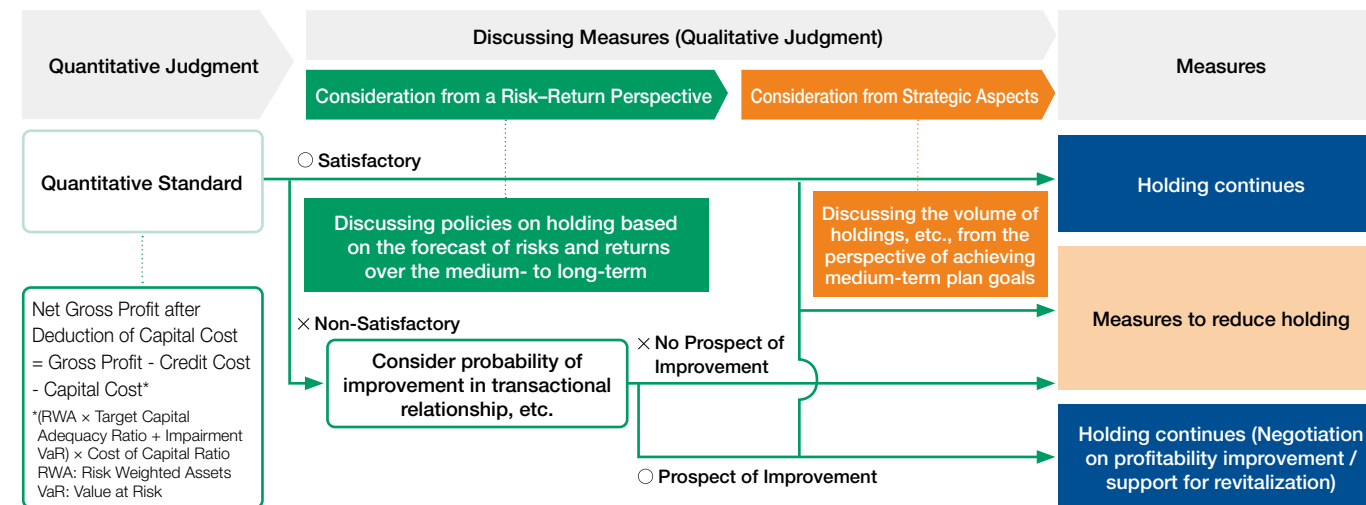 Quantitative Judgment
Discussing Measures (Qualitative Judgment)
Consideration from a Risk–Return Perspective
Consideration from Strategic Aspects
Measures
Quantitative Standard
○ Satisfactory
Discussing policies on holding based
on the forecast of risks and returns
over the medium- to long-term
Discussing the volume of
holdings, etc., from the
perspective of achieving
medium-term plan goals
Holding continues
Net Gross Profit after
Deduction of Capital Cost
= Gross Profit - Credit Cost
- Capital Cost*
*(RWA × Target Capital
Adequacy Ratio + Impairment
VaR) × Cost of Capital Ratio
RWA: Risk Weighted Assets
VaR: Value at Risk
× Non-Satisfactory
Consider probability of
improvement in transactional
relationship, etc.
× No Prospect of
Improvement
Measures to reduce holding
○ Prospect of Improvement
Holding continues (Negotiation
on profitability improvement /
support for revitalization)